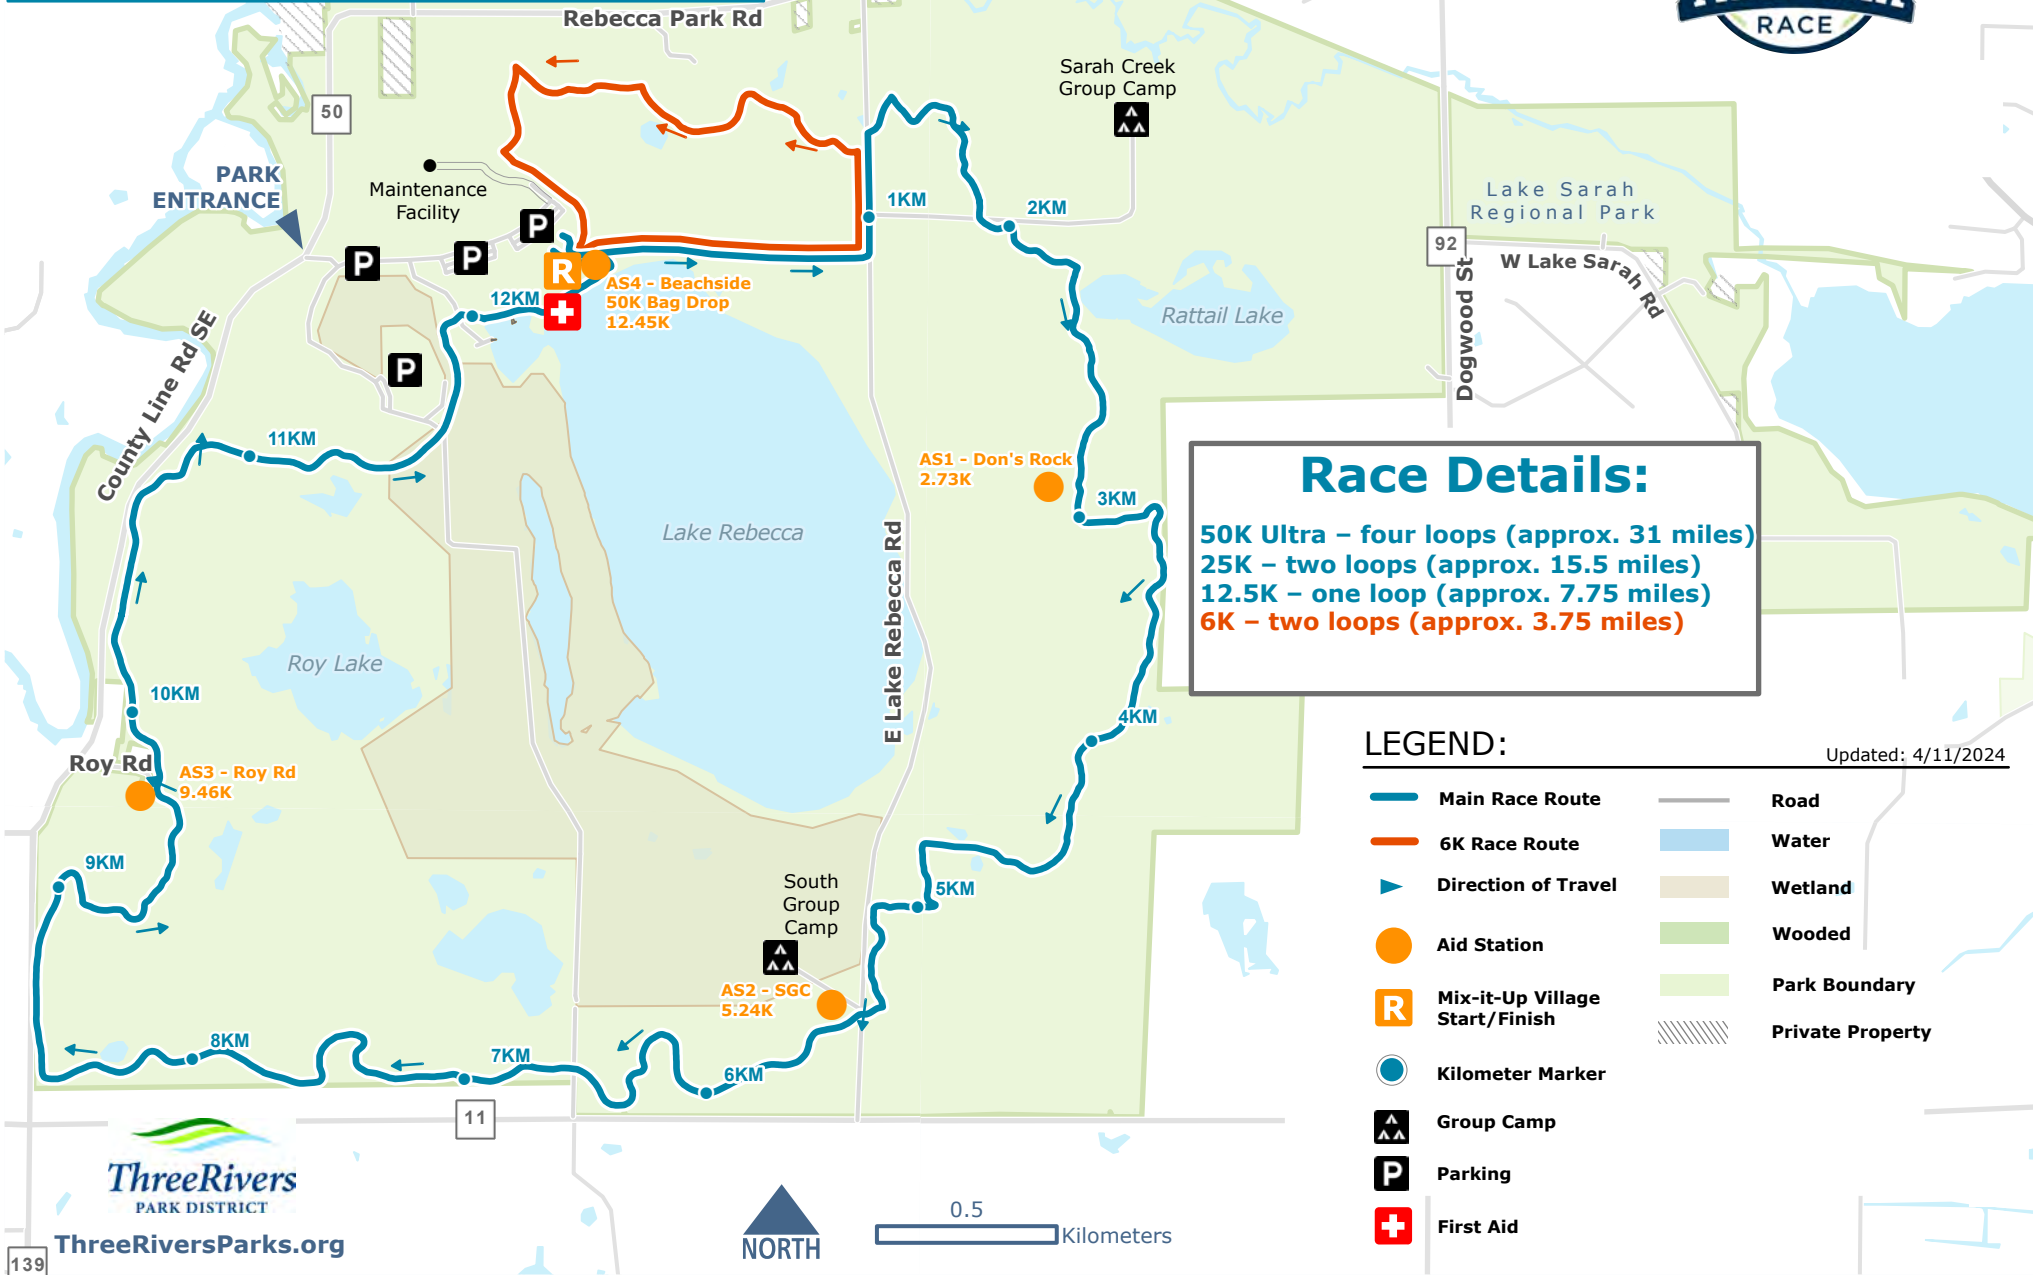 Rebecca Park Rd
RACE
Sarah Creek
Group Camp
50
PARK
ENTRANCE
Maintenance
Facility
P
P
P
P
1KM
2KM
Lake Sarah
Regional Park
92
W Lake Sarah Rd
Dogwood St
R
AS4 - Beachside
50K Bag Drop
12.45K
12KM
Rattail Lake
County Line Rd SE
11KM
AS1 - Don's Rock
2.73K
3KM
Lake Rebecca
E Lake Rebecca Rd
Race Details:
50K Ultra – four loops (approx. 31 miles)
25K – two loops (approx. 15.5 miles)
12.5K – one loop (approx. 7.75 miles)
6K – two loops (approx. 3.75 miles)
Roy Lake
10KM
4KM
Roy Rd
AS3 - Roy Rd
9.46K
9KM
South
Group
Camp
5KM
AS2 - SGC
5.24K
8KM
7KM
6KM
11
LEGEND:
Updated: 4/11/2024
Main Race Route
6K Race Route
Direction of Travel
Aid Station
R
Mix-it-Up Village
Start/Finish
Kilometer Marker
Group Camp
P
Parking
First Aid
Road
Water
Wetland
Wooded
Park Boundary
Private Property
ThreeRivers
PARK DISTRICT
ThreeRiversParks.org
139
NORTH
0.5
Kilometers